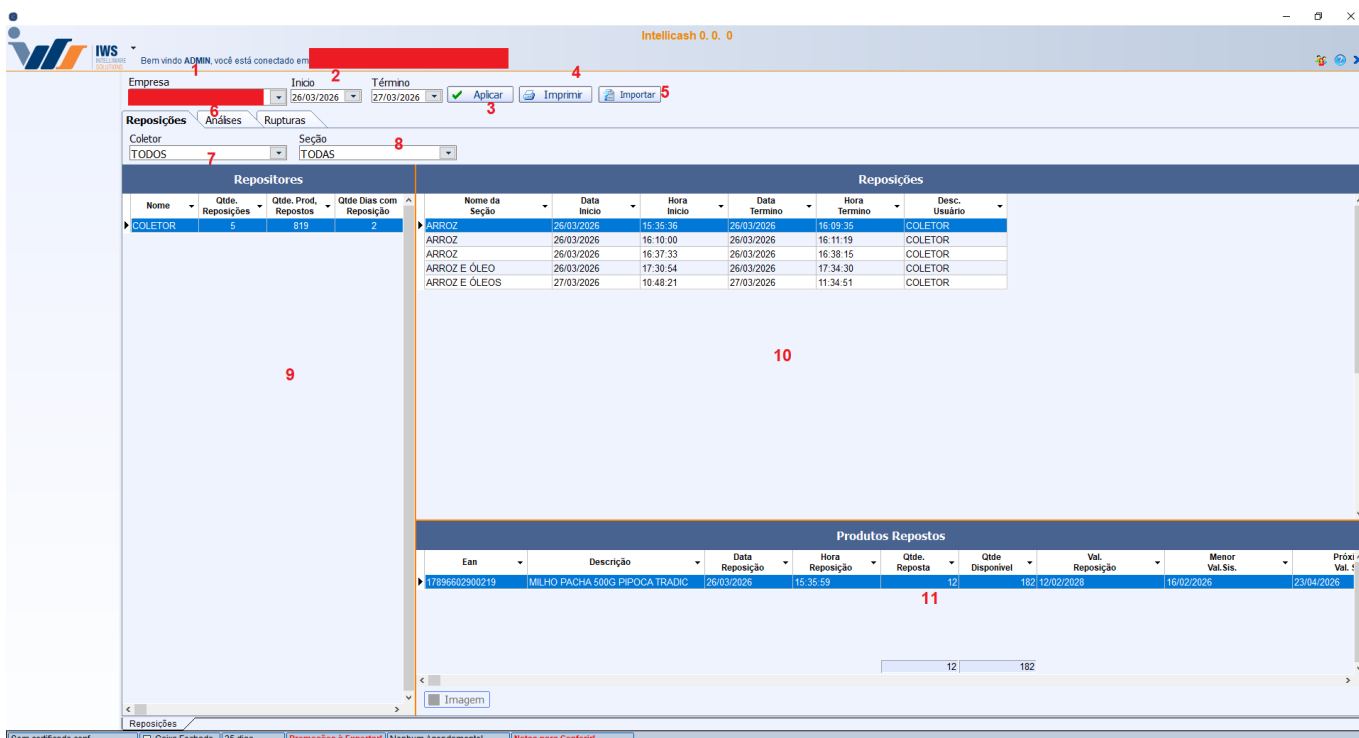 Intellicash 0. 0. 0
IWS
INTELLIWARE
SOLUTIONS
Bem vindo ADMIN, você está conectado em
1
2
4
Empresa
Inicio
Término
26/03/2026
27/03/2026
Aplicar
Imprimir
Importar
5
3
6
Reposições
Análises
Rupturas
Coletor
Seção
8
TODOS
7
TODAS
Repositores
Reposições
Nome
Qtde. Reposições
Qtde. Prod, Repostos
Qtde Dias com Reposição
COLETOR 5 819 2
Nome da Seção
Data Inicio
Hora Inicio
Data Termino
Hora Termino
Desc. Usuário
ARROZ 26/03/2026 15:35:36 26/03/2026 16:09:35 COLETOR
ARROZ 26/03/2026 16:10:00 26/03/2026 16:11:19 COLETOR
ARROZ 26/03/2026 16:37:33 26/03/2026 16:38:15 COLETOR
ARROZ E ÓLEO 26/03/2026 17:30:54 26/03/2026 17:34:30 COLETOR
ARROZ E ÓLEOS 27/03/2026 10:48:21 27/03/2026 11:34:51 COLETOR
10
9
Produtos Repostos
Ean
Descrição
Data Reposição
Hora Reposição
Qtde. Reposta
Qtde Disponivel
Val. Reposição
Menor Val.Sis.
Próxi
Val. S
17896602900219 MILHO PACHA 500G PIPOCA TRADIC 26/03/2026 15:35:59 12 182 12/02/2028 16/02/2026 23/04/2026
11
12 182
Imagem
Reposições
Caixa Fechado
Nenhum Agendamento!